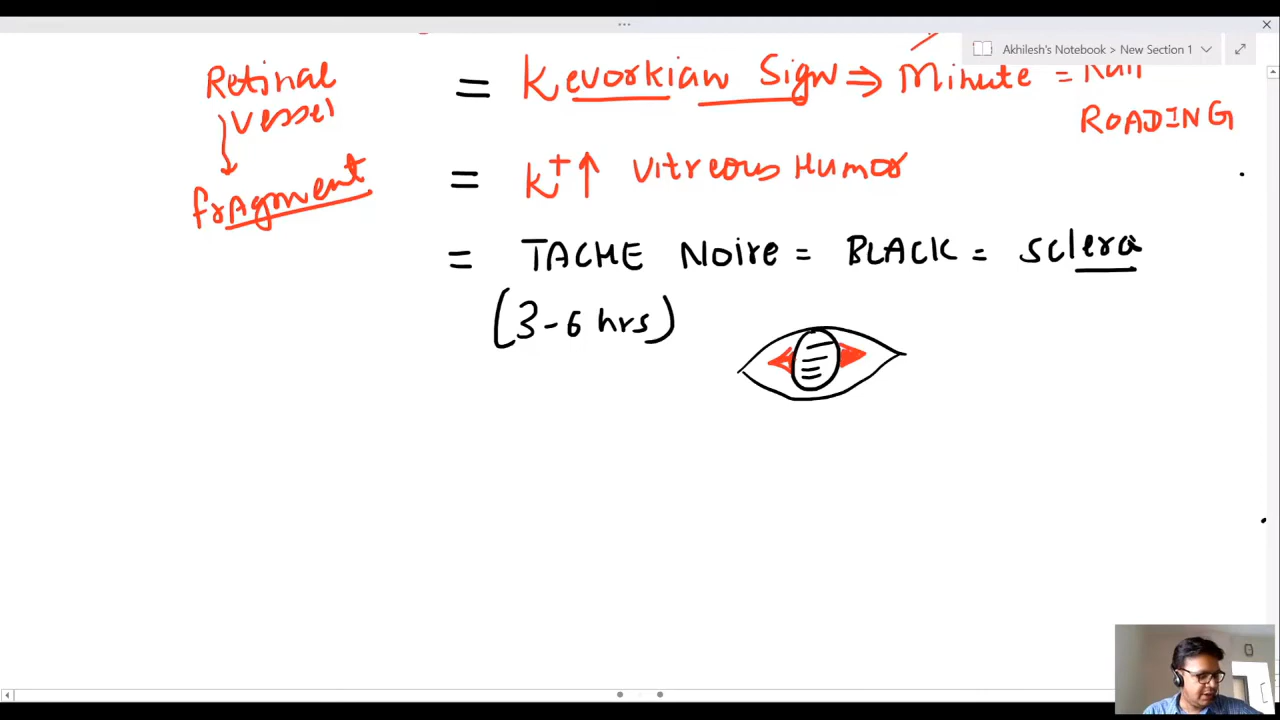 Akhilesh's Notebook > New Section 1
Retinal
vessel
fragment
= Kevorkian Sign ⇒ Minute =
ROADING
= K+↑ Vitreous Humor
= TACHE Noire = BLACK = sclera
(3-6 hrs)